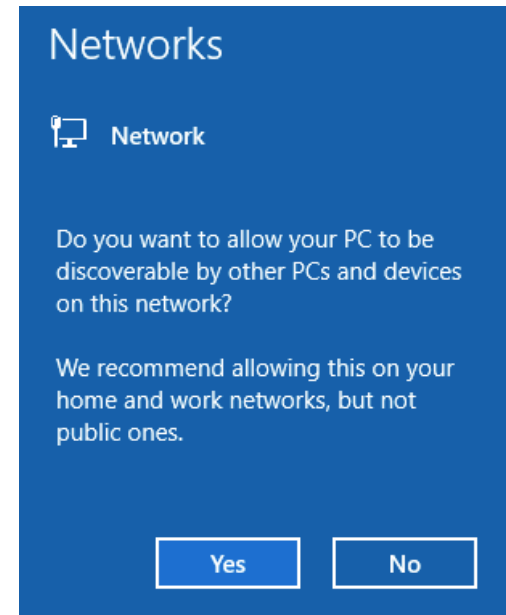 Networks
Network
Do you want to allow your PC to be
discoverable by other PCs and devices
on this network?
We recommend allowing this on your
home and work networks, but not
public ones.
Yes
No